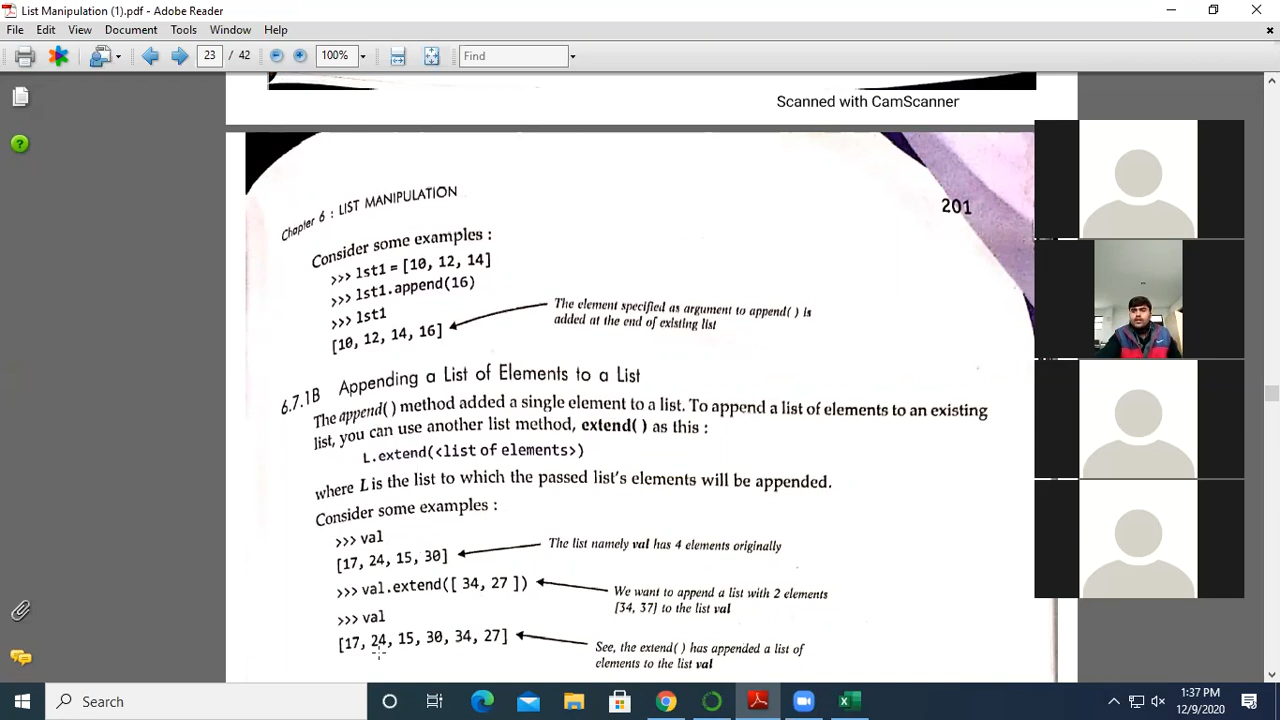 List Manipulation (1).pdf - Adobe Reader
File Edit View Document Tools Window Help
23 / 42 100% Find
Scanned with CamScanner
Chapter 6 : LIST MANIPULATION
201
Consider some examples :
>>> lst1 = [10, 12, 14]
>>> lst1.append(16)
>>> lst1
[10, 12, 14, 16]
The element specified as argument to append( ) is
added at the end of existing list
6.7.1B Appending a List of Elements to a List
The append( ) method added a single element to a list. To append a list of elements to an existing
list, you can use another list method, extend( ) as this :
L.extend(<list of elements>)
where L is the list to which the passed list's elements will be appended.
Consider some examples :
>>> val
[17, 24, 15, 30]
The list namely val has 4 elements originally
>>> val.extend([ 34, 27 ])
We want to append a list with 2 elements
[34, 37] to the list val
>>> val
[17, 24, 15, 30, 34, 27]
See, the extend( ) has appended a list of
elements to the list val
Search
1:37 PM
12/9/2020